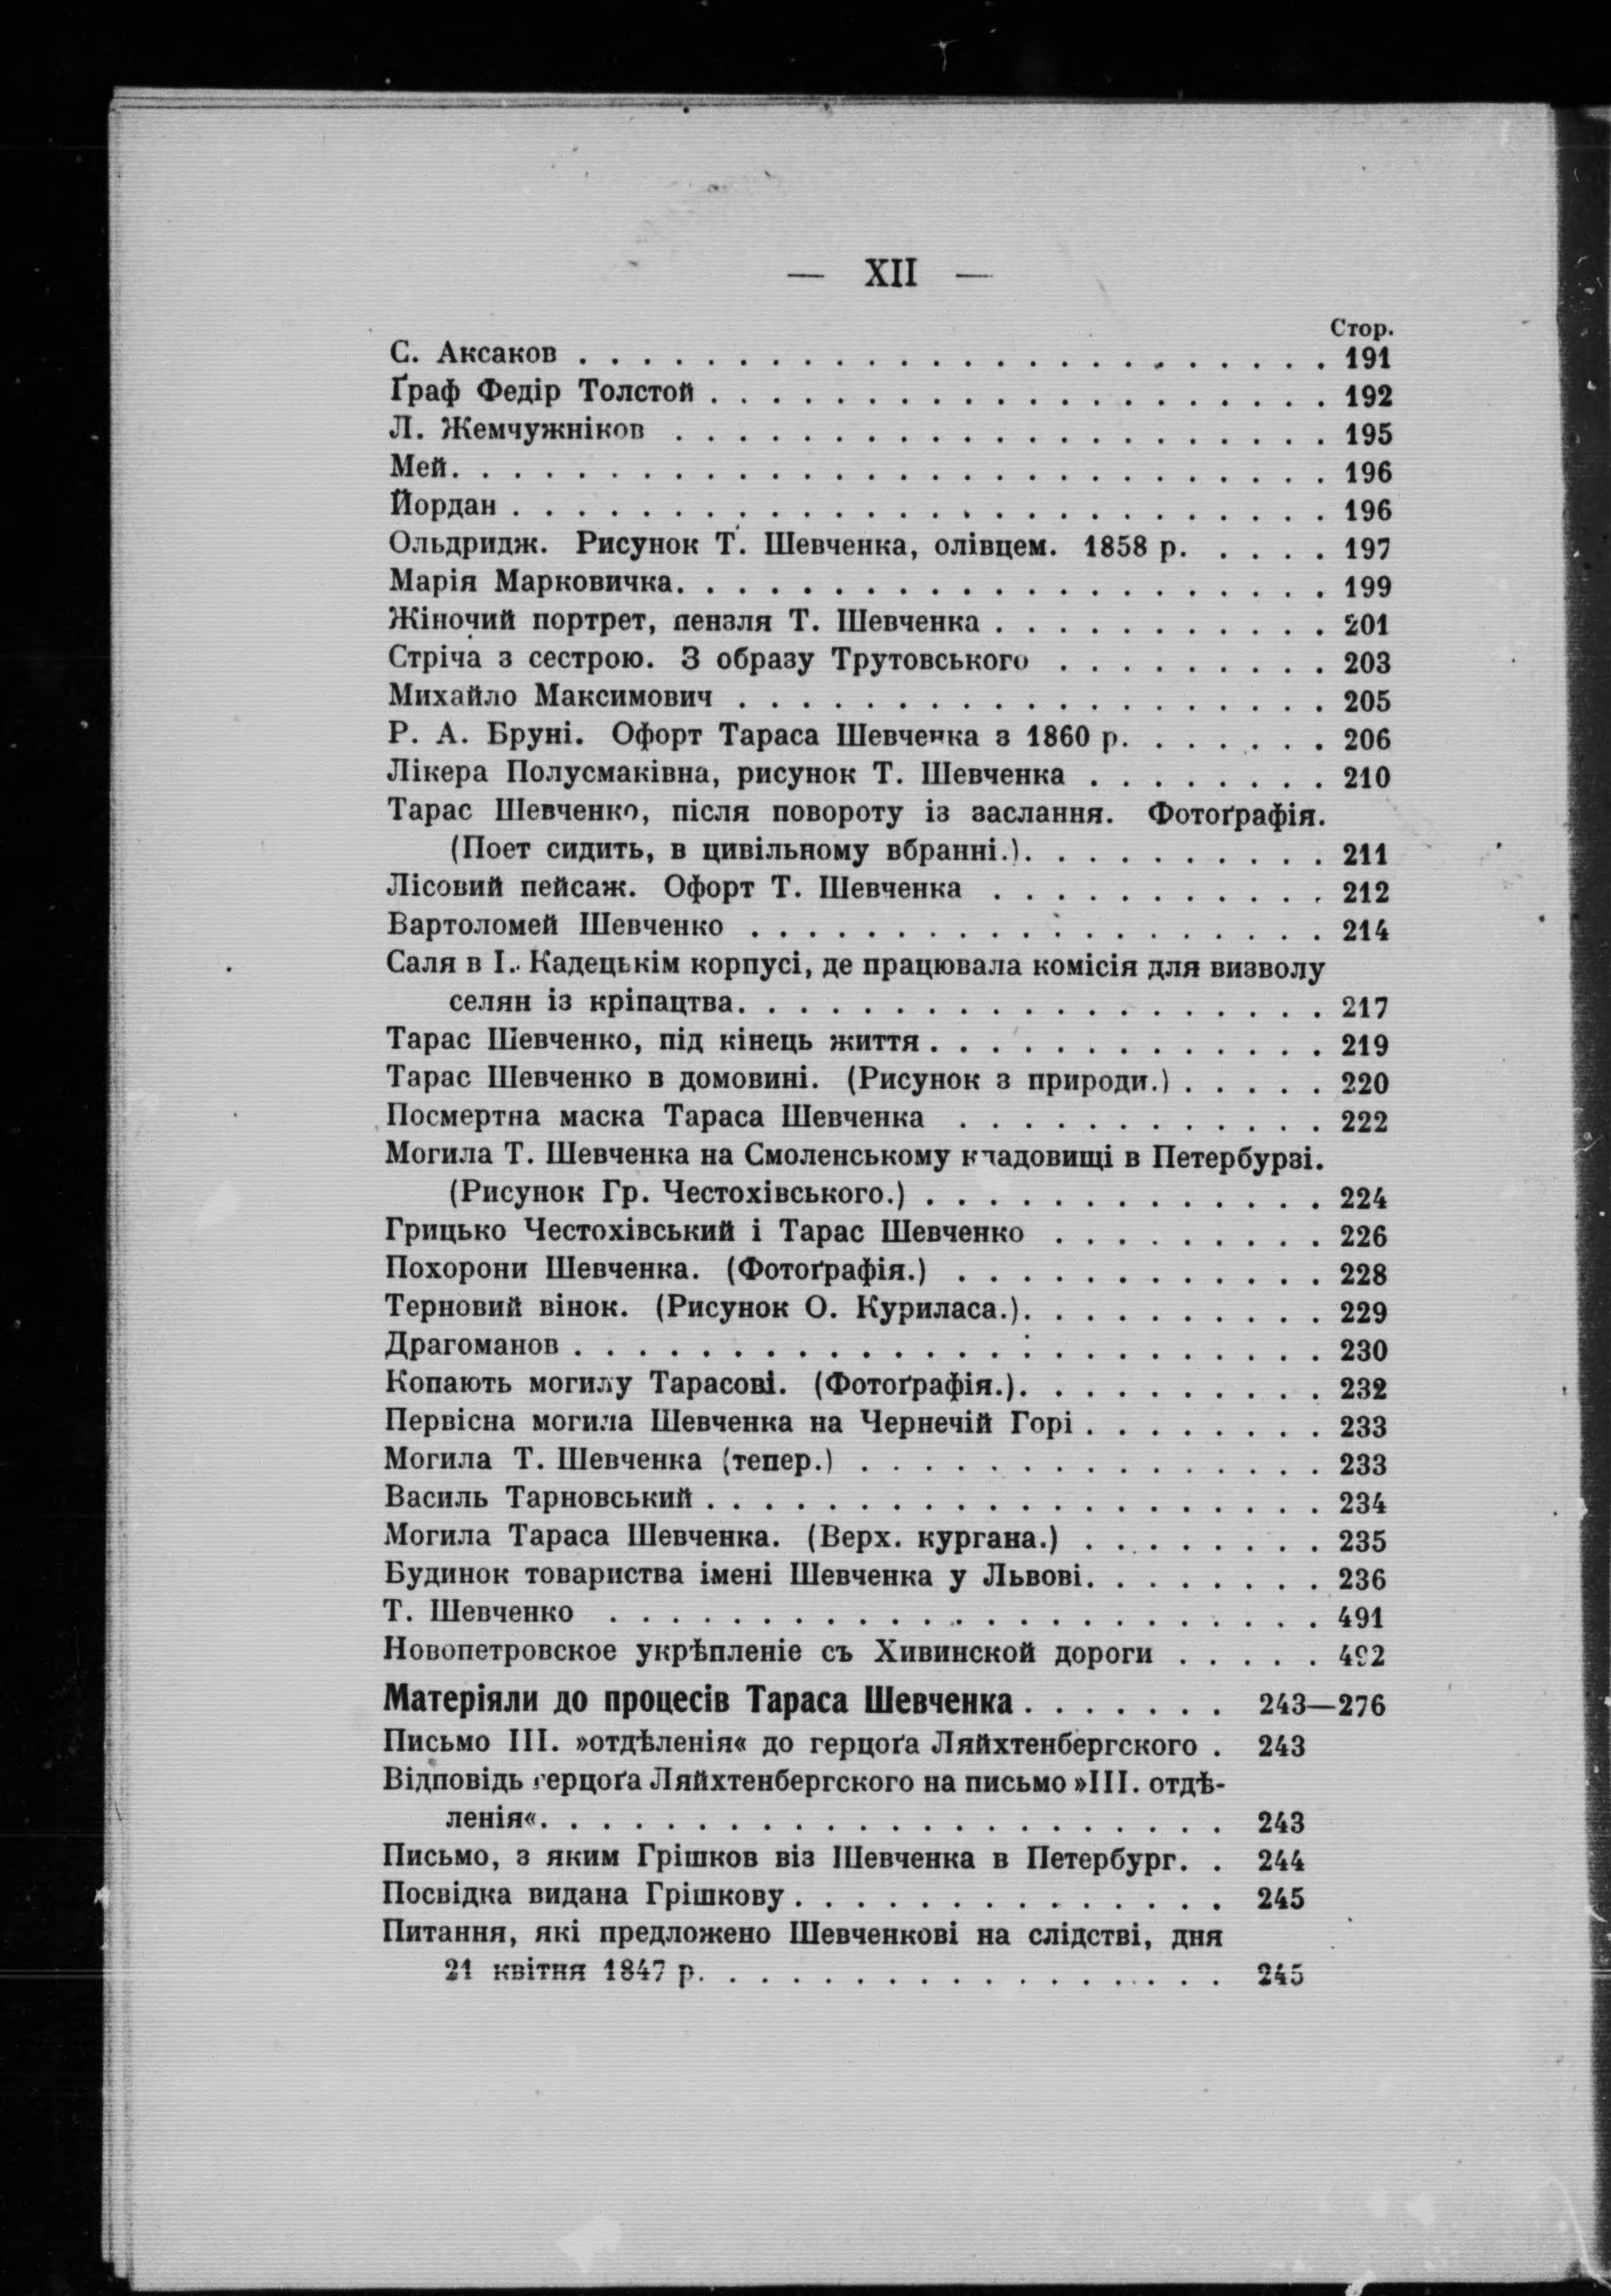 — XII —
Стор.
С. Аксаков . . . . . . . . . . . . . . . . . . . . . . . . 191
Ґраф Федір Толстой . . . . . . . . . . . . . . . . . . . . 192
Л. Жемчужніков . . . . . . . . . . . . . . . . . . . . . 195
Мей. . . . . . . . . . . . . . . . . . . . . . . . . . . . 196
Йордан . . . . . . . . . . . . . . . . . . . . . . . . . . 196
Ольдридж. Рисунок Т. Шевченка, олівцем. 1858 р. . . . . 197
Марія Марковичка. . . . . . . . . . . . . . . . . . . . . 199
Жіночий портрет, пензля Т. Шевченка . . . . . . . . . . . 201
Стріча з сестрою. З образу Трутовського . . . . . . . . . 203
Михайло Максимович . . . . . . . . . . . . . . . . . . . 205
Р. А. Бруні. Офорт Тараса Шевченка з 1860 р. . . . . . . 206
Лікера Полусмаківна, рисунок Т. Шевченка . . . . . . . . 210
Тарас Шевченко, після повороту із заслання. Фотоґрафія.
(Поет сидить, в цивільному вбранні.). . . . . . . . . . 211
Лісовий пейсаж. Офорт Т. Шевченка . . . . . . . . . . . 212
Вартоломей Шевченко . . . . . . . . . . . . . . . . . . . 214
Саля в І. Кадецькім корпусі, де працювала комісія для визволу
селян із кріпацтва. . . . . . . . . . . . . . . . . . . 217
Тарас Шевченко, під кінець життя . . . . . . . . . . . . . 219
Тарас Шевченко в домовині. (Рисунок з природи.) . . . . . 220
Посмертна маска Тараса Шевченка . . . . . . . . . . . . 222
Могила Т. Шевченка на Смоленському кладовищі в Петербурзі.
(Рисунок Гр. Честохівського.) . . . . . . . . . . . . . 224
Грицько Честохівський і Тарас Шевченко . . . . . . . . . 226
Похорони Шевченка. (Фотоґрафія.) . . . . . . . . . . . . 228
Терновий вінок. (Рисунок О. Куриласа.). . . . . . . . . . 229
Драгоманов . . . . . . . . . . . . . . . . . . . . . . . . 230
Копають могилу Тарасові. (Фотоґрафія.). . . . . . . . . . 232
Первісна могила Шевченка на Чернечій Горі . . . . . . . . 233
Могила Т. Шевченка (тепер.) . . . . . . . . . . . . . . . 233
Василь Тарновський . . . . . . . . . . . . . . . . . . . . 234
Могила Тараса Шевченка. (Верх. кургана.) . . . . . . . . 235
Будинок товариства імені Шевченка у Львові. . . . . . . . 236
Т. Шевченко . . . . . . . . . . . . . . . . . . . . . . . 491
Новопетровское укрѣпленіе съ Хивинской дороги . . . . . 492
Матеріяли до процесів Тараса Шевченка . . . . . . . 243—276
Письмо III. »отдѣленія« до герцоґа Ляйхтенбергского . 243
Відповідь герцоґа Ляйхтенбергского на письмо »III. отдѣ-
ленія«. . . . . . . . . . . . . . . . . . . . . . 243
Письмо, з яким Грішков віз Шевченка в Петербург. . 244
Посвідка видана Грішкову . . . . . . . . . . . . . . 245
Питання, які предложено Шевченкові на слідстві, дня
21 квітня 1847 р. . . . . . . . . . . . . . . . . 245